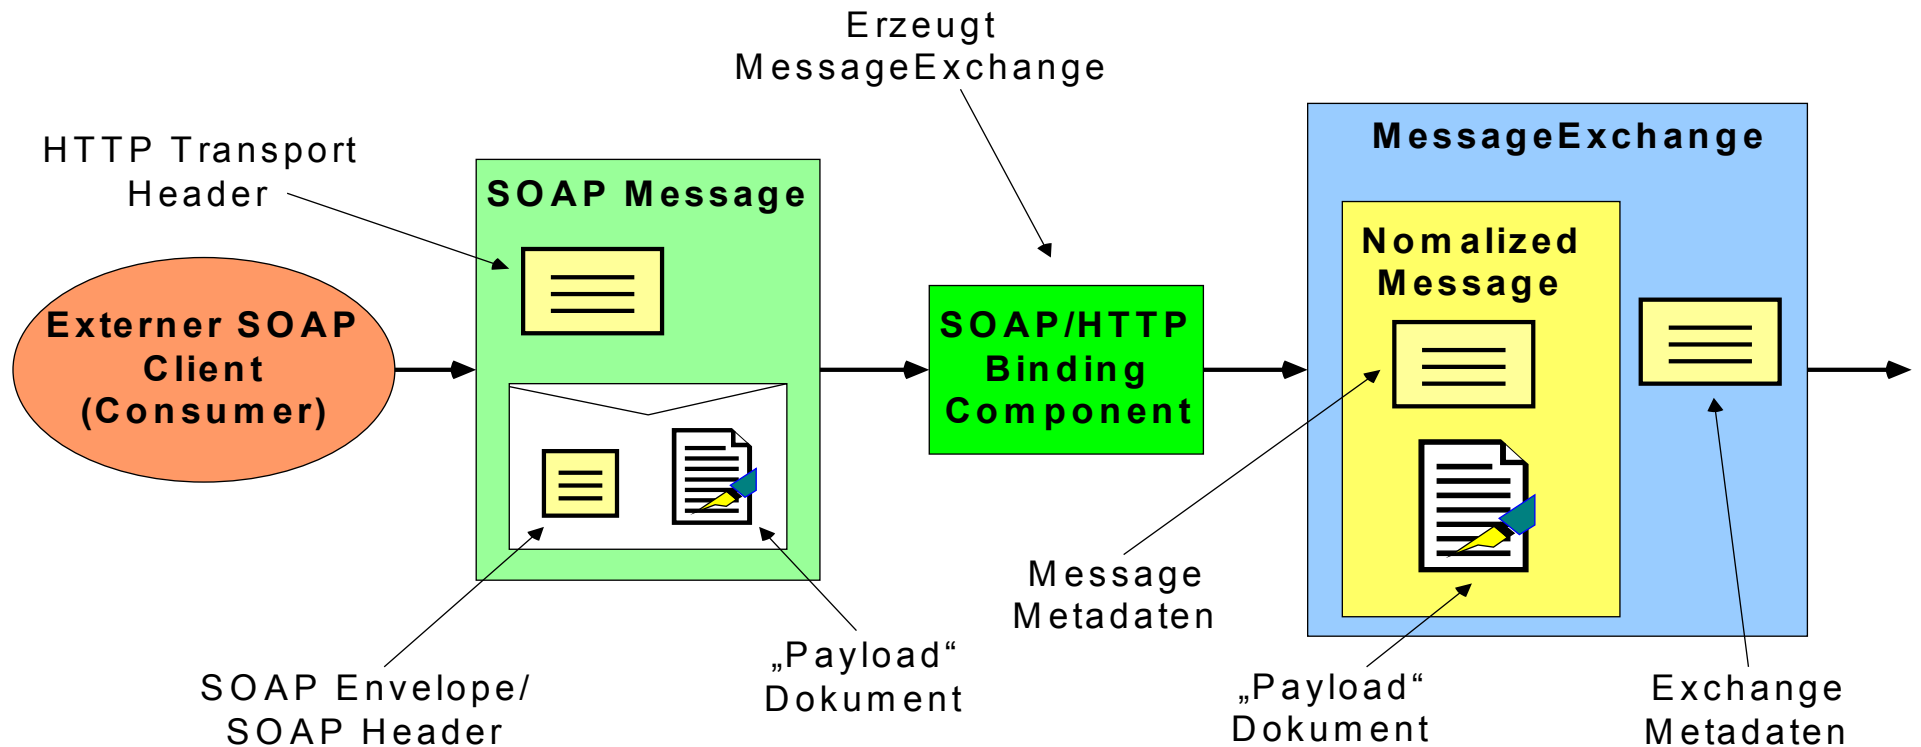 Erzeugt
MessageExchange
HTTP Transport
Header
SOAP Message
MessageExchange
Nomalized
Message
Externer SOAP
Client
(Consumer)
SOAP/HTTP
Binding
Component
Message
Metadaten
„Payload“
Dokument
SOAP Envelope/
SOAP Header
„Payload“
Dokument
Exchange
Metadaten